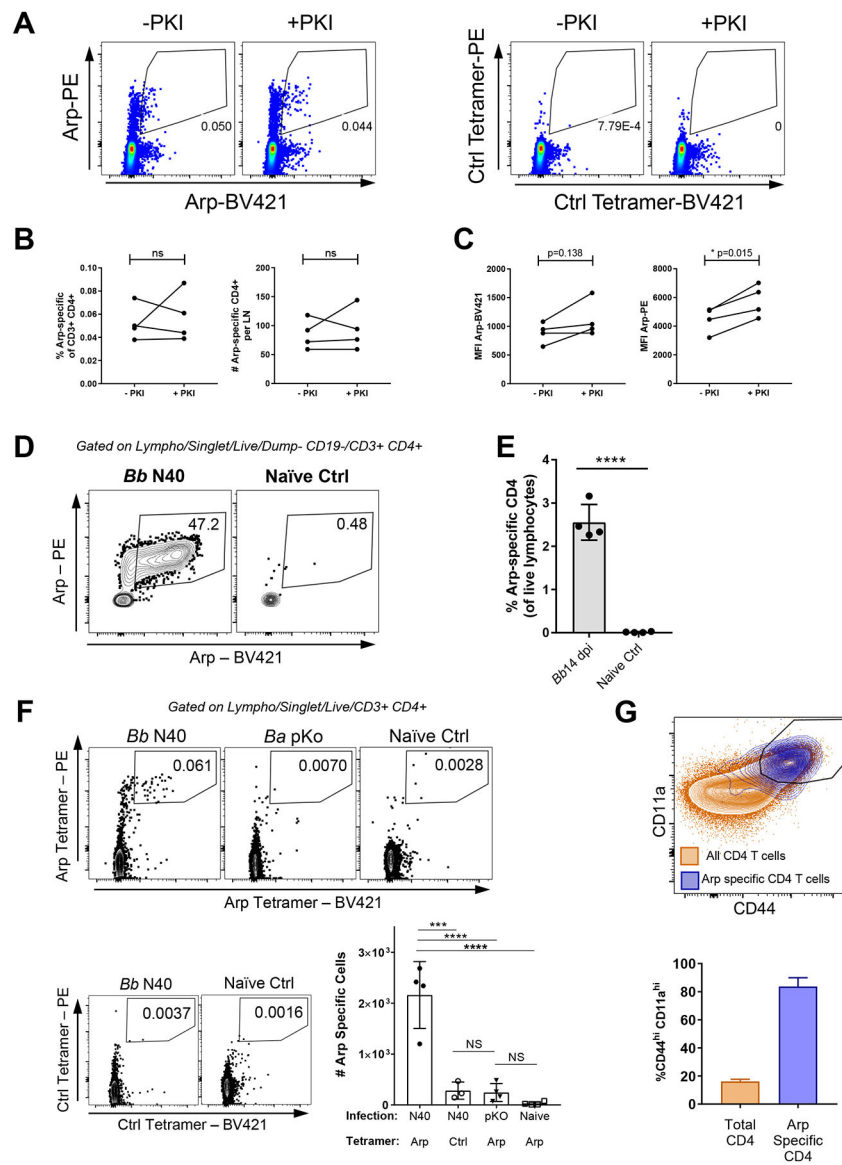 A
-PKI
+PKI
-PKI
+PKI
Arp-PE
0.050
0.044
Ctrl Tetramer-PE
7.79E-4
0
Arp-BV421
Ctrl Tetramer-BV421
B
ns
0.10
0.08
0.06
0.04
0.02
0.00
% Arp-specific
of CD3+ CD4+
- PKI
+ PKI
ns
200
150
100
50
0
# Arp-specific CD4+
per LN
- PKI
+ PKI
C
p=0.138
2000
1500
1000
500
0
MFI Arp-BV421
- PKI
+ PKI
* p=0.015
8000
6000
4000
2000
0
MFI Arp-PE
- PKI
+ PKI
D
Gated on Lympho/Singlet/Live/Dump- CD19-/CD3+ CD4+
Bb N40
Naïve Ctrl
47.2
0.48
Arp – PE
Arp – BV421
E
****
4
3
2
1
0
% Arp-specific CD4
(of live lymphocytes)
Bb14 dpi
Naive Ctrl
F
Gated on Lympho/Singlet/Live/CD3+ CD4+
Bb N40
Ba pKo
Naïve Ctrl
0.061
0.0070
0.0028
Arp Tetramer – PE
Arp Tetramer – BV421
Bb N40
Naïve Ctrl
0.0037
0.0016
Ctrl Tetramer – PE
Ctrl Tetramer – BV421
***
****
****
3×10³
2×10³
1×10³
0
# Arp Specific Cells
NS
NS
Infection: N40 N40 pKO Naive
Tetramer: Arp Ctrl Arp Arp
G
CD11a
All CD4 T cells
Arp specific CD4 T cells
CD44
100
80
60
40
20
0
%CD44hi CD11ahi
Total
CD4
Arp
Specific
CD4